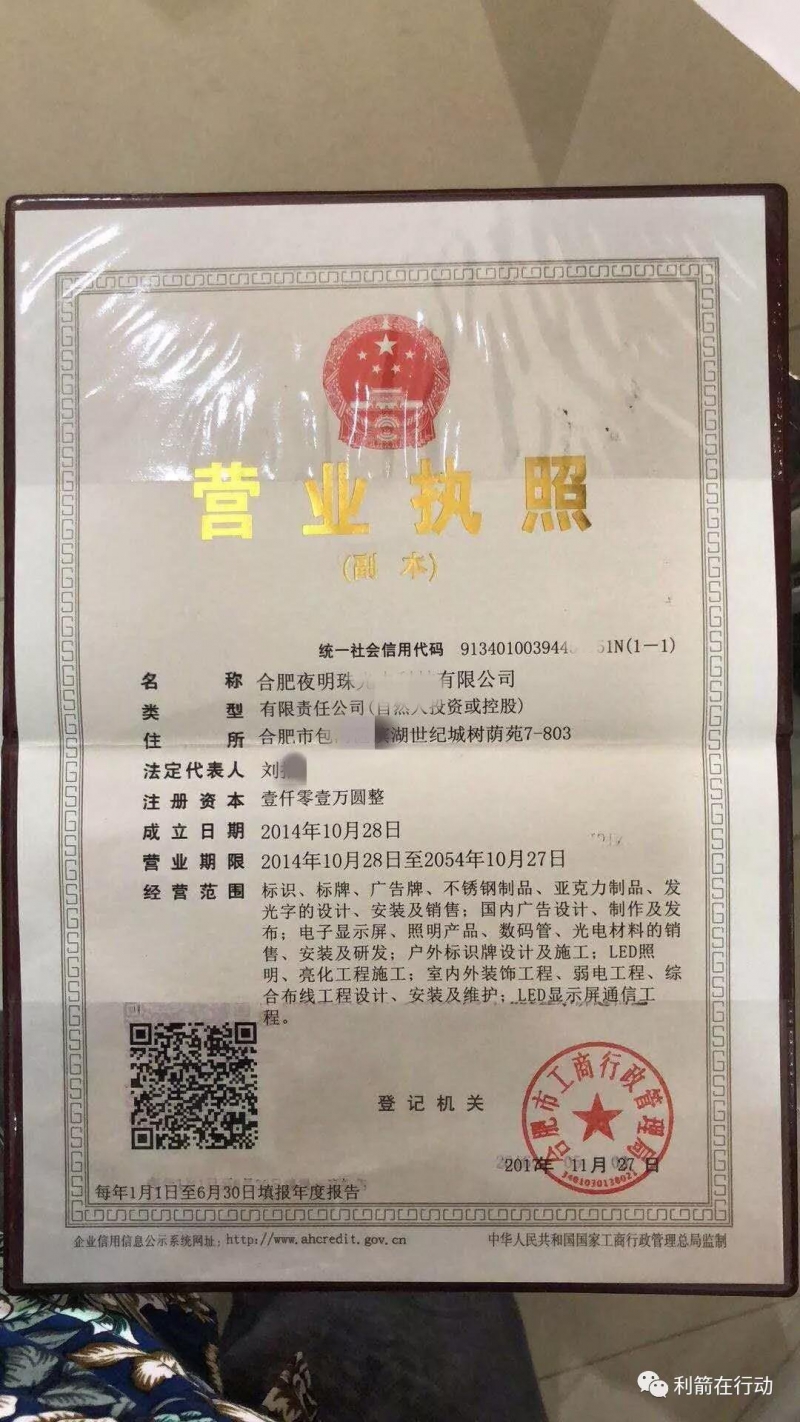 营业执照
(副本)
统一社会信用代码 91340100394451N(1-1)
名称 合肥夜明珠 有限公司
类型 有限责任公司(自然人投资或控股)
住所 合肥市包 湖世纪城树荫苑7-803
法定代表人 刘
注册资本 壹仟零壹万圆整
成立日期 2014年10月28日
营业期限 2014年10月28日至2054年10月27日
经营范围 标识、标牌、广告牌、不锈钢制品、亚克力制品、发
光字的设计、安装及销售；国内广告设计、制作及发
布；电子显示屏、照明产品、数码管、光电材料的销
售、安装及研发；户外标识牌设计及施工；LED照
明、亮化工程施工；室内外装饰工程、弱电工程、综
合布线工程设计、安装及维护；LED显示屏通信工
程。
登记机关
合肥市工商行政管理局
2017年 11月 27日
每年1月1日至6月30日填报年度报告
企业信用信息公示系统网址：http://www.ahcredit.gov.cn
中华人民共和国国家工商行政管理总局监制
利箭在行动